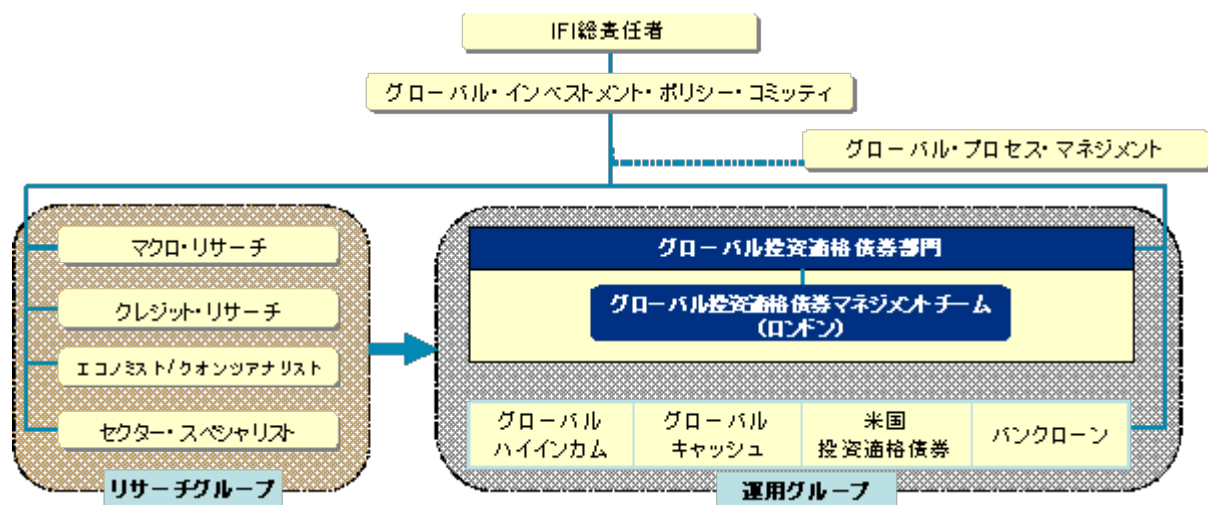 IFI総責任者
グローバル・インベストメント・ポリシー・コミッティ
グローバル・プロセス・マネジメント
マクロ・リサーチ
クレジット・リサーチ
エコノミスト/クオンツアナリスト
セクター・スペシャリスト
リサーチグループ
グローバル投資適格債券部門
グローバル投資適格債券マネジメントチーム
(ロンドン)
グローバル
ハイインカム
グローバル
キャッシュ
米国
投資適格債券
バンクローン
運用グループ